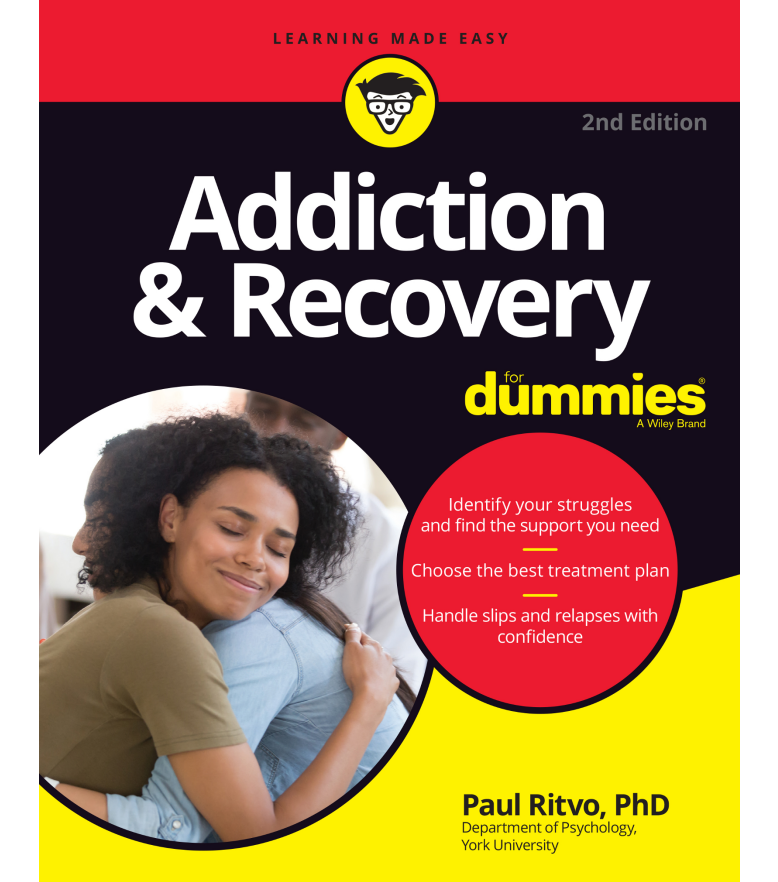 LEARNING MADE EASY
2nd Edition
Addiction
& Recovery
for
dummies®
A Wiley Brand
Identify your struggles
and find the support you need
Choose the best treatment plan
Handle slips and relapses with
confidence
Paul Ritvo, PhD
Department of Psychology,
York University